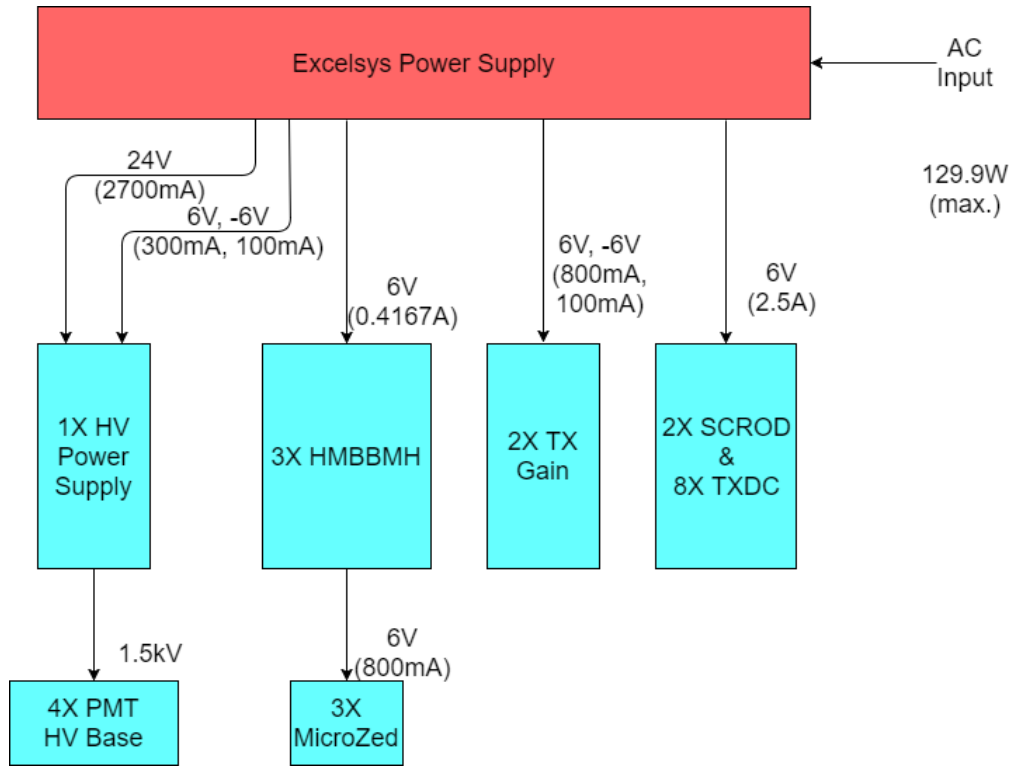 Excelsys Power Supply
AC
Input
129.9W
(max.)
24V
(2700mA)
6V, -6V
(300mA, 100mA)
6V
(0.4167A)
6V, -6V
(800mA,
100mA)
6V
(2.5A)
1X HV
Power
Supply
3X HMBBMH
2X TX
Gain
2X SCROD
&
8X TXDC
1.5kV
6V
(800mA)
4X PMT
HV Base
3X
MicroZed